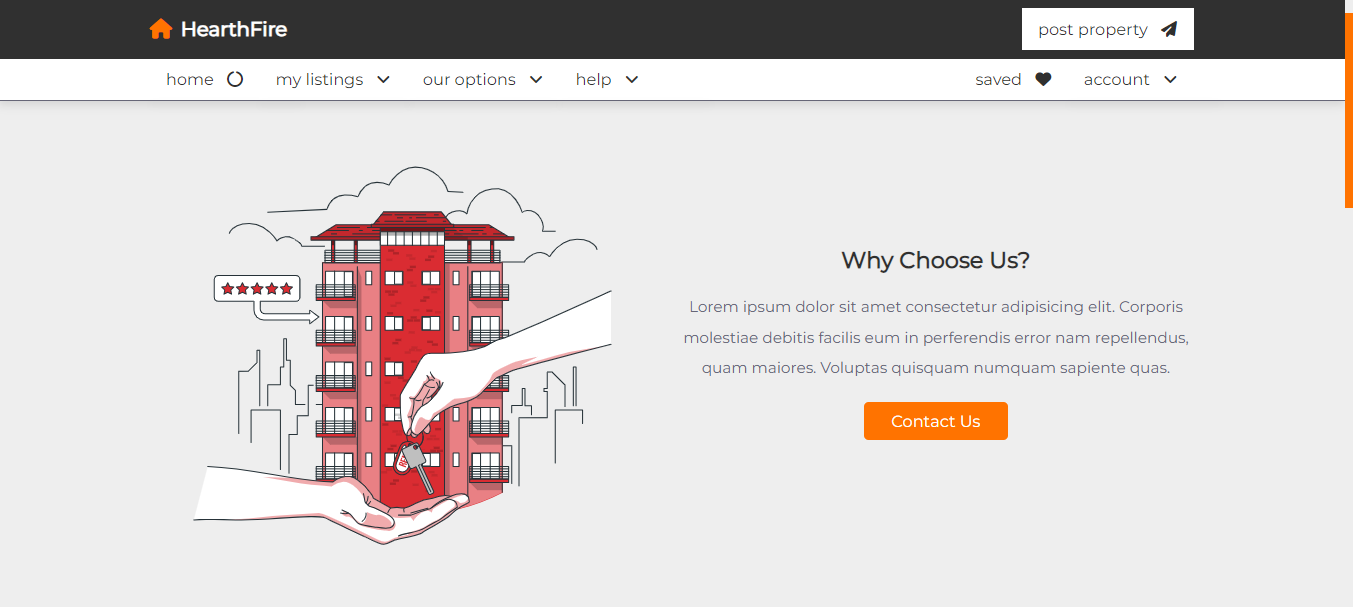 HearthFire
post property
home
my listings
our options
help
saved
account
Why Choose Us?
Lorem ipsum dolor sit amet consectetur adipisicing elit. Corporis
molestiae debitis facilis eum in perferendis error nam repellendus,
quam maiores. Voluptas quisquam numquam sapiente quas.
Contact Us